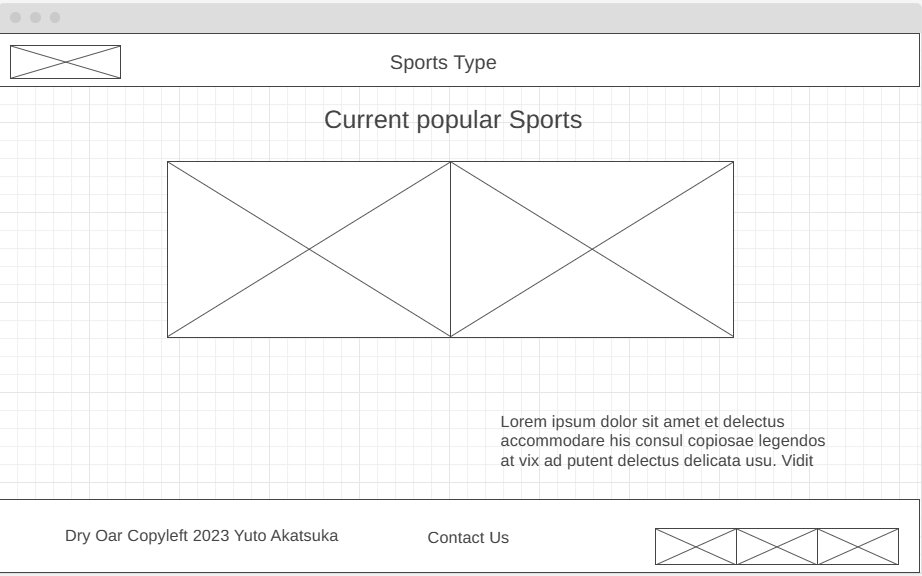 Sports Type
Current popular Sports
Lorem ipsum dolor sit amet et delectus
accommodare his consul copiosae legendos
at vix ad putent delectus delicata usu. Vidit
Dry Oar Copyleft 2023 Yuto Akatsuka
Contact Us